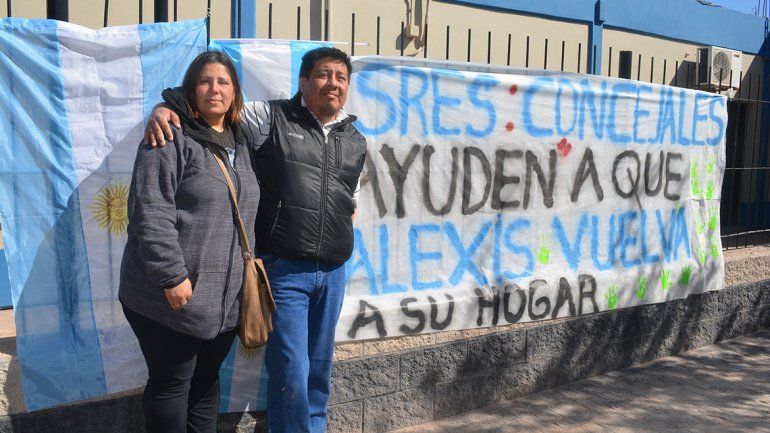 SRES: CONCEJALES
AYUDEN A QUE
ALEXIS VUELVA
A SU HOGAR